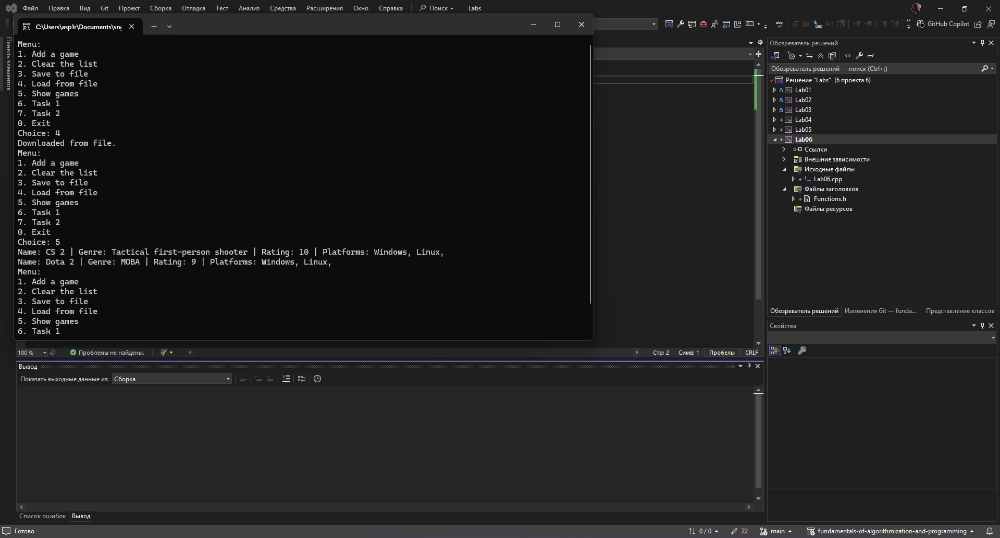 Файл Правка Вид Git Проект Сборка Отладка Тест Анализ Средства Расширения Окно Справка Поиск Labs
C:\Users\asp1r\Documents\sn
GitHub Copilot
Панель элементов
Menu:
1. Add a game
2. Clear the list
3. Save to file
4. Load from file
5. Show games
6. Task 1
7. Task 2
0. Exit
Choice: 4
Downloaded from file.
Menu:
1. Add a game
2. Clear the list
3. Save to file
4. Load from file
5. Show games
6. Task 1
7. Task 2
0. Exit
Choice: 5
Name: CS 2 | Genre: Tactical first-person shooter | Rating: 10 | Platforms: Windows, Linux,
Name: Dota 2 | Genre: MOBA | Rating: 9 | Platforms: Windows, Linux,
Menu:
1. Add a game
2. Clear the list
3. Save to file
4. Load from file
5. Show games
6. Task 1
100 % Проблемы не найдены. Стр: 2 Симв: 1 Пробелы CRLF
Вывод
Показать выходные данные из: Сборка
Список ошибок Вывод
Обозреватель решений
Обозреватель решений — поиск (Ctrl+;)
Решение "Labs" (6 проекта 6)
Lab01
Lab02
Lab03
Lab04
Lab05
Lab06
Ссылки
Внешние зависимости
Исходные файлы
Lab06.cpp
Файлы заголовков
Functions.h
Файлы ресурсов
Обозреватель решений Изменения Git — funda... Представление классов
Свойства
Готово 0 / 0 22 main fundamentals-of-algorithmization-and-programming